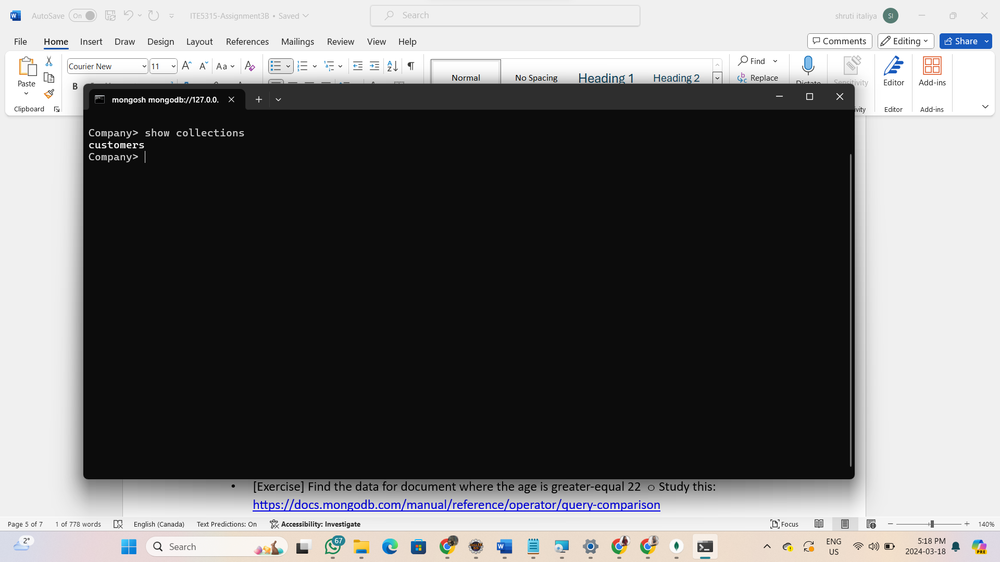 AutoSave On ITE5315-Assignment3B • Saved Search shruti italiya SI
File Home Insert Draw Design Layout References Mailings Review View Help Comments Editing Share
Paste
Clipboard
Courier New 11 Aa
B
Normal No Spacing Heading 1 Heading 2
Find
Replace
Dictate
Sensitivity
Editor
Editor
Add-ins
Add-ins
mongosh mongodb://127.0.0.
Company> show collections
customers
Company>
• [Exercise] Find the data for document where the age is greater-equal 22 o Study this:
https://docs.mongodb.com/manual/reference/operator/query-comparison
Page 5 of 7 1 of 778 words English (Canada) Text Predictions: On Accessibility: Investigate Focus 140%
2° Search 67 ENG
US
5:18 PM
2024-03-18
PRE